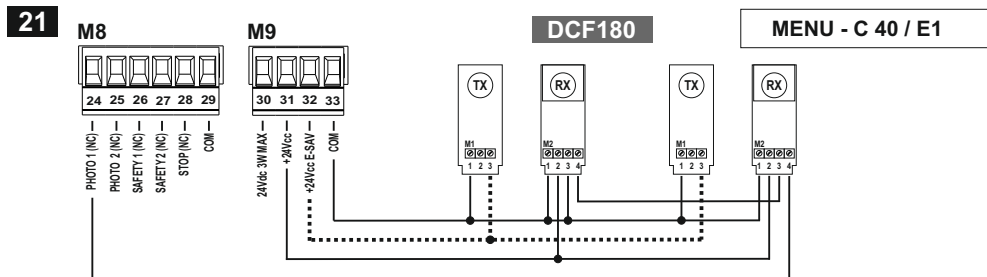 21
M8
M9
DCF180
MENU - C 40 / E1
24 25 26 27 28 29
30 31 32 33
PHOTO 1 (NC)
PHOTO 2 (NC)
SAFETY 1 (NC)
SAFETY 2 (NC)
STOP (NC)
COM
24Vdc 3W MAX
+24Vcc
+24Vcc E-SAV
COM
TX
M1
1 2 3
RX
M2
1 2 3 4
TX
M1
1 2 3
RX
M2
1 2 3 4